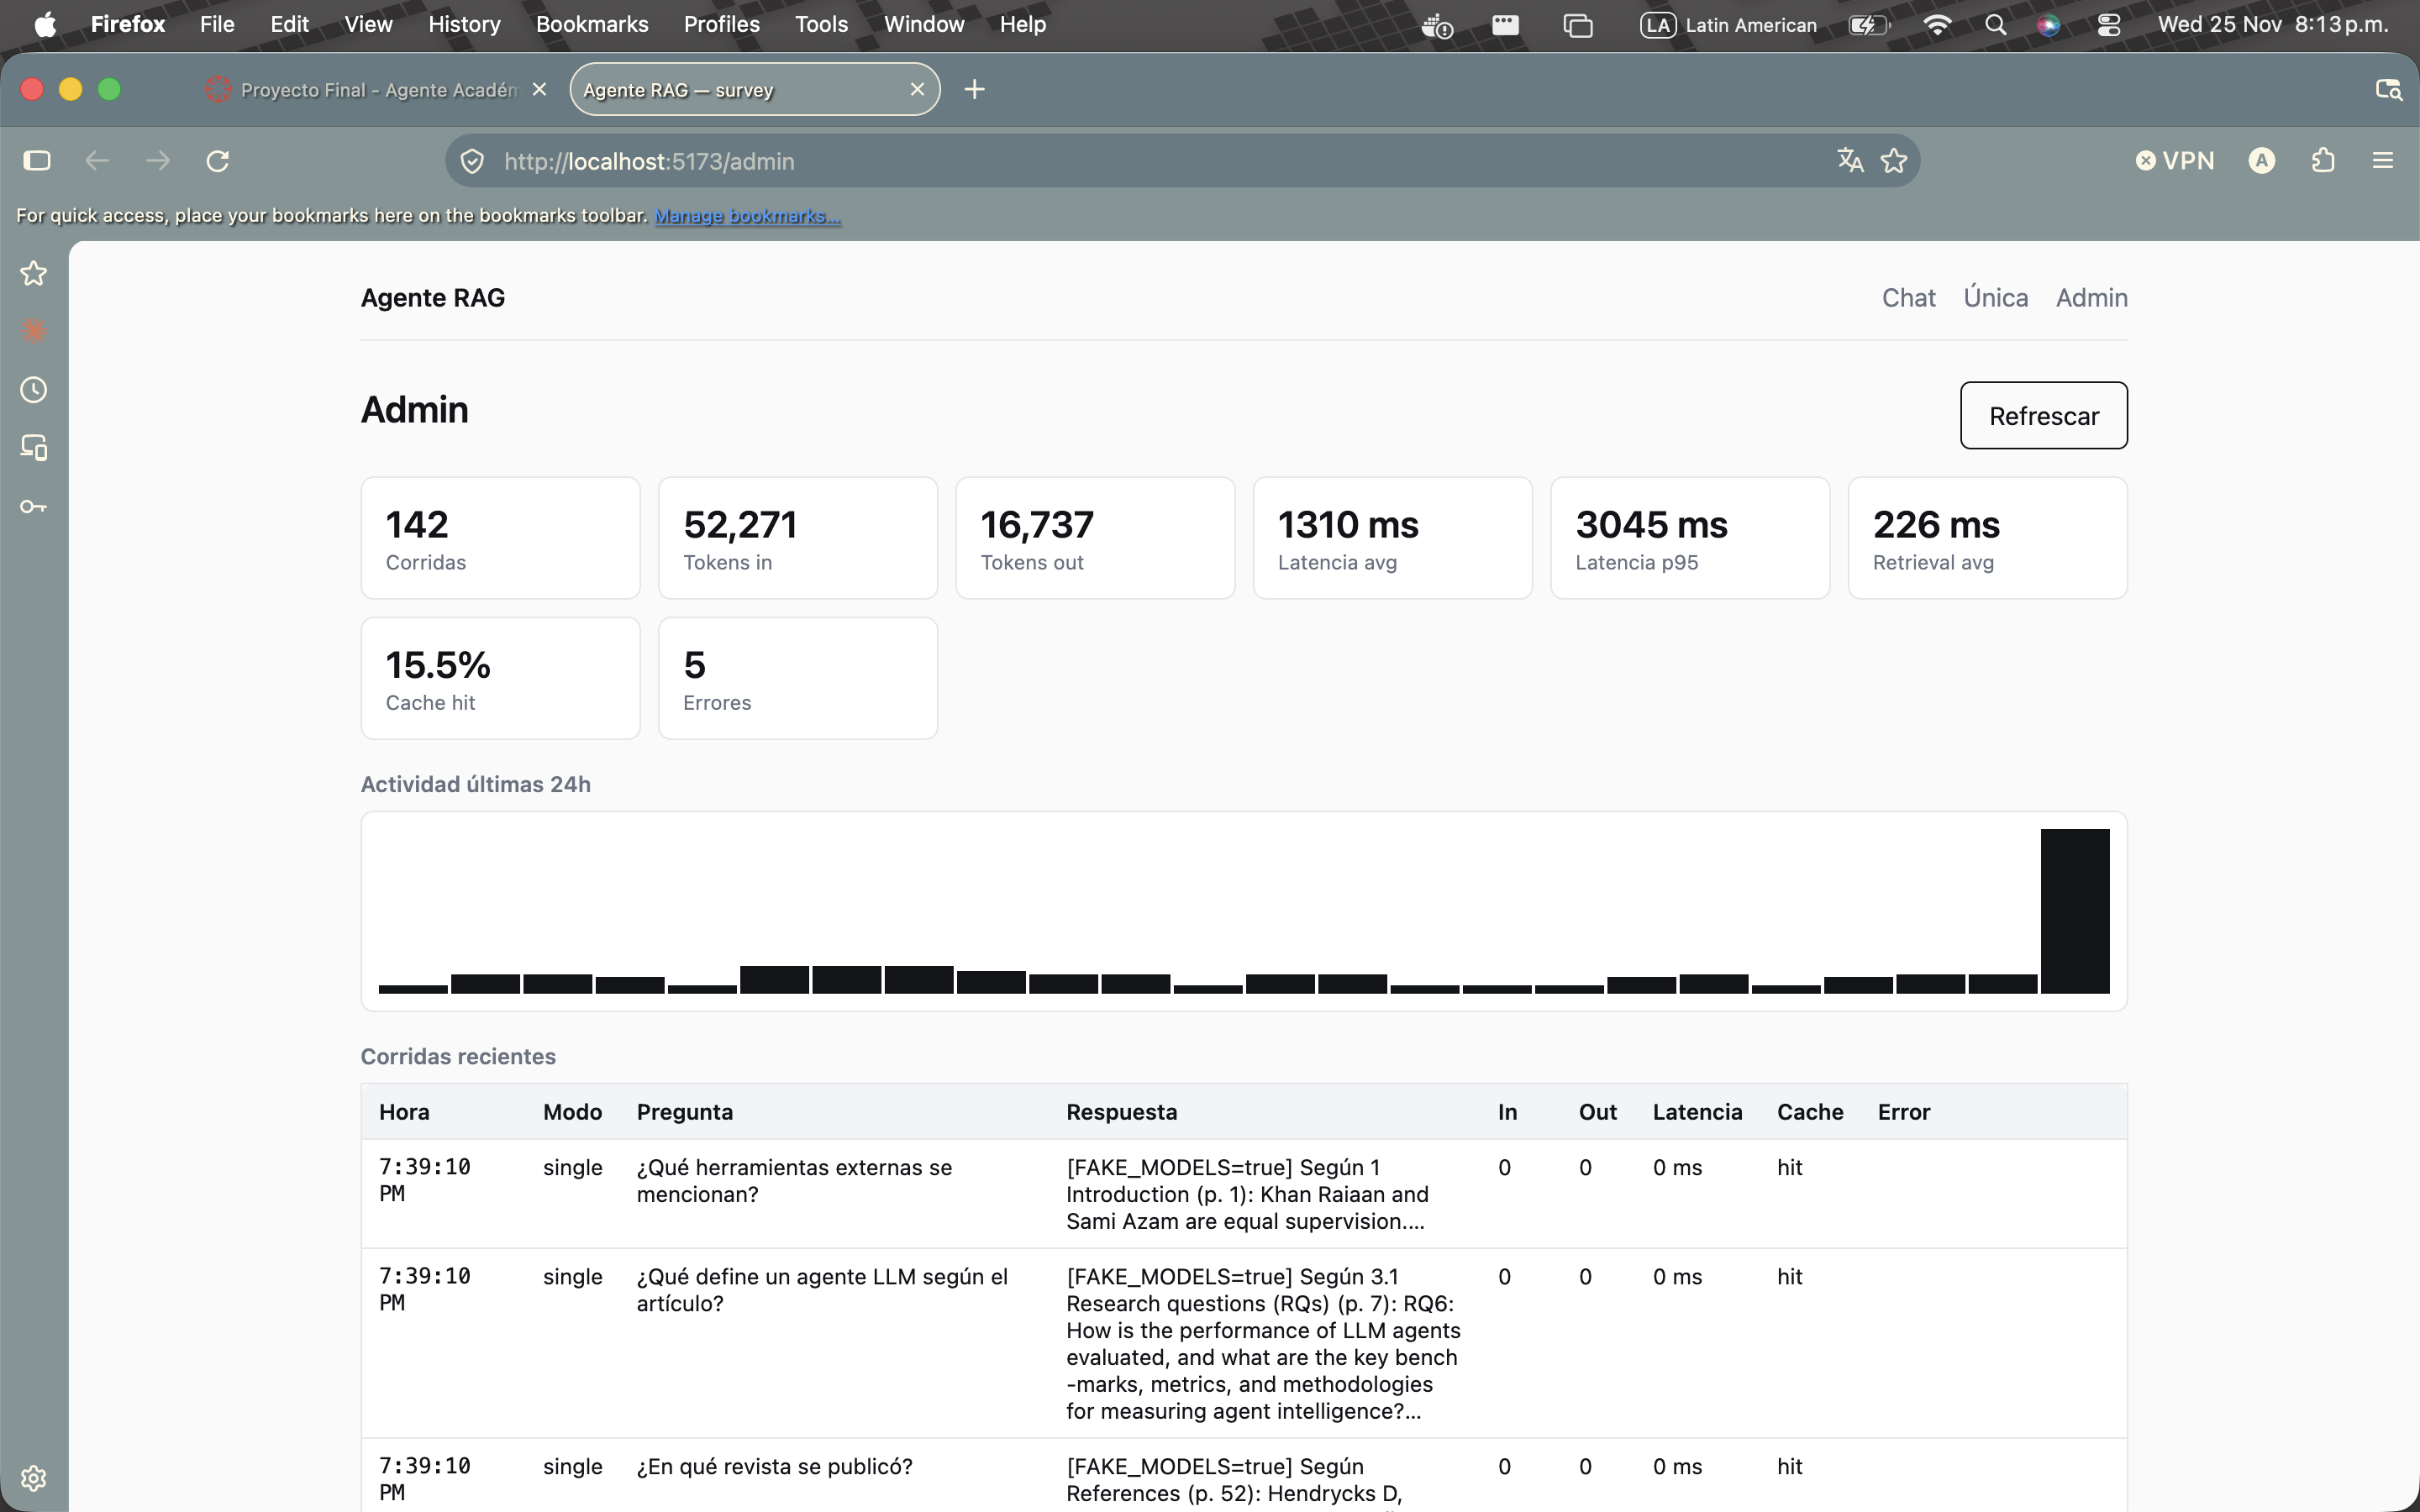 Firefox File Edit View History Bookmarks Profiles Tools Window Help LA Latin American Wed 25 Nov 8:13 p.m.
Proyecto Final - Agente Académ
Agente RAG — survey
http://localhost:5173/admin
VPN A
For quick access, place your bookmarks here on the bookmarks toolbar. Manage bookmarks...
Agente RAG
Chat Única Admin
Admin
Refrescar
142
Corridas
52,271
Tokens in
16,737
Tokens out
1310 ms
Latencia avg
3045 ms
Latencia p95
226 ms
Retrieval avg
15.5%
Cache hit
5
Errores
Actividad últimas 24h
Corridas recientes
Hora Modo Pregunta Respuesta In Out Latencia Cache Error
7:39:10 single ¿Qué herramientas externas se [FAKE_MODELS=true] Según 1 0 0 0 ms hit
PM mencionan? Introduction (p. 1): Khan Raiaan and
Sami Azam are equal supervision....
7:39:10 single ¿Qué define un agente LLM según el [FAKE_MODELS=true] Según 3.1 0 0 0 ms hit
PM artículo? Research questions (RQs) (p. 7): RQ6:
How is the performance of LLM agents
evaluated, and what are the key bench
-marks, metrics, and methodologies
for measuring agent intelligence?...
7:39:10 single ¿En qué revista se publicó? [FAKE_MODELS=true] Según 0 0 0 ms hit
PM References (p. 52): Hendrycks D,